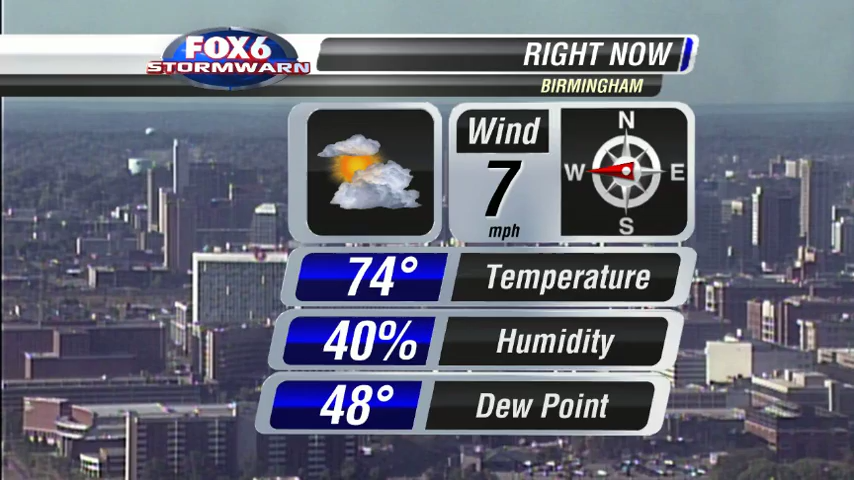 FOX6
STORMWARN
RIGHT NOW
BIRMINGHAM
Wind
7
mph
N
W E
S
74° Temperature
40% Humidity
48° Dew Point